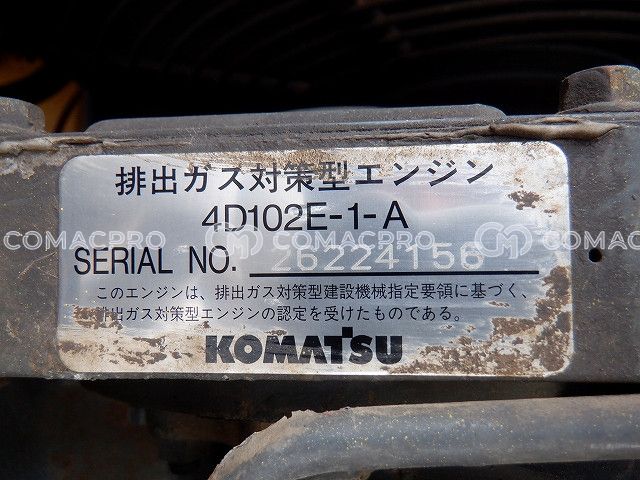 排出ガス対策型エンジン
4D102E-1-A
SERIAL NO. 26224156
このエンジンは、排出ガス対策型建設機械指定要領に基づく、
排出ガス対策型エンジンの認定を受けたものである。
KOMATSU
COMACPRO COMACPRO COMACPRO